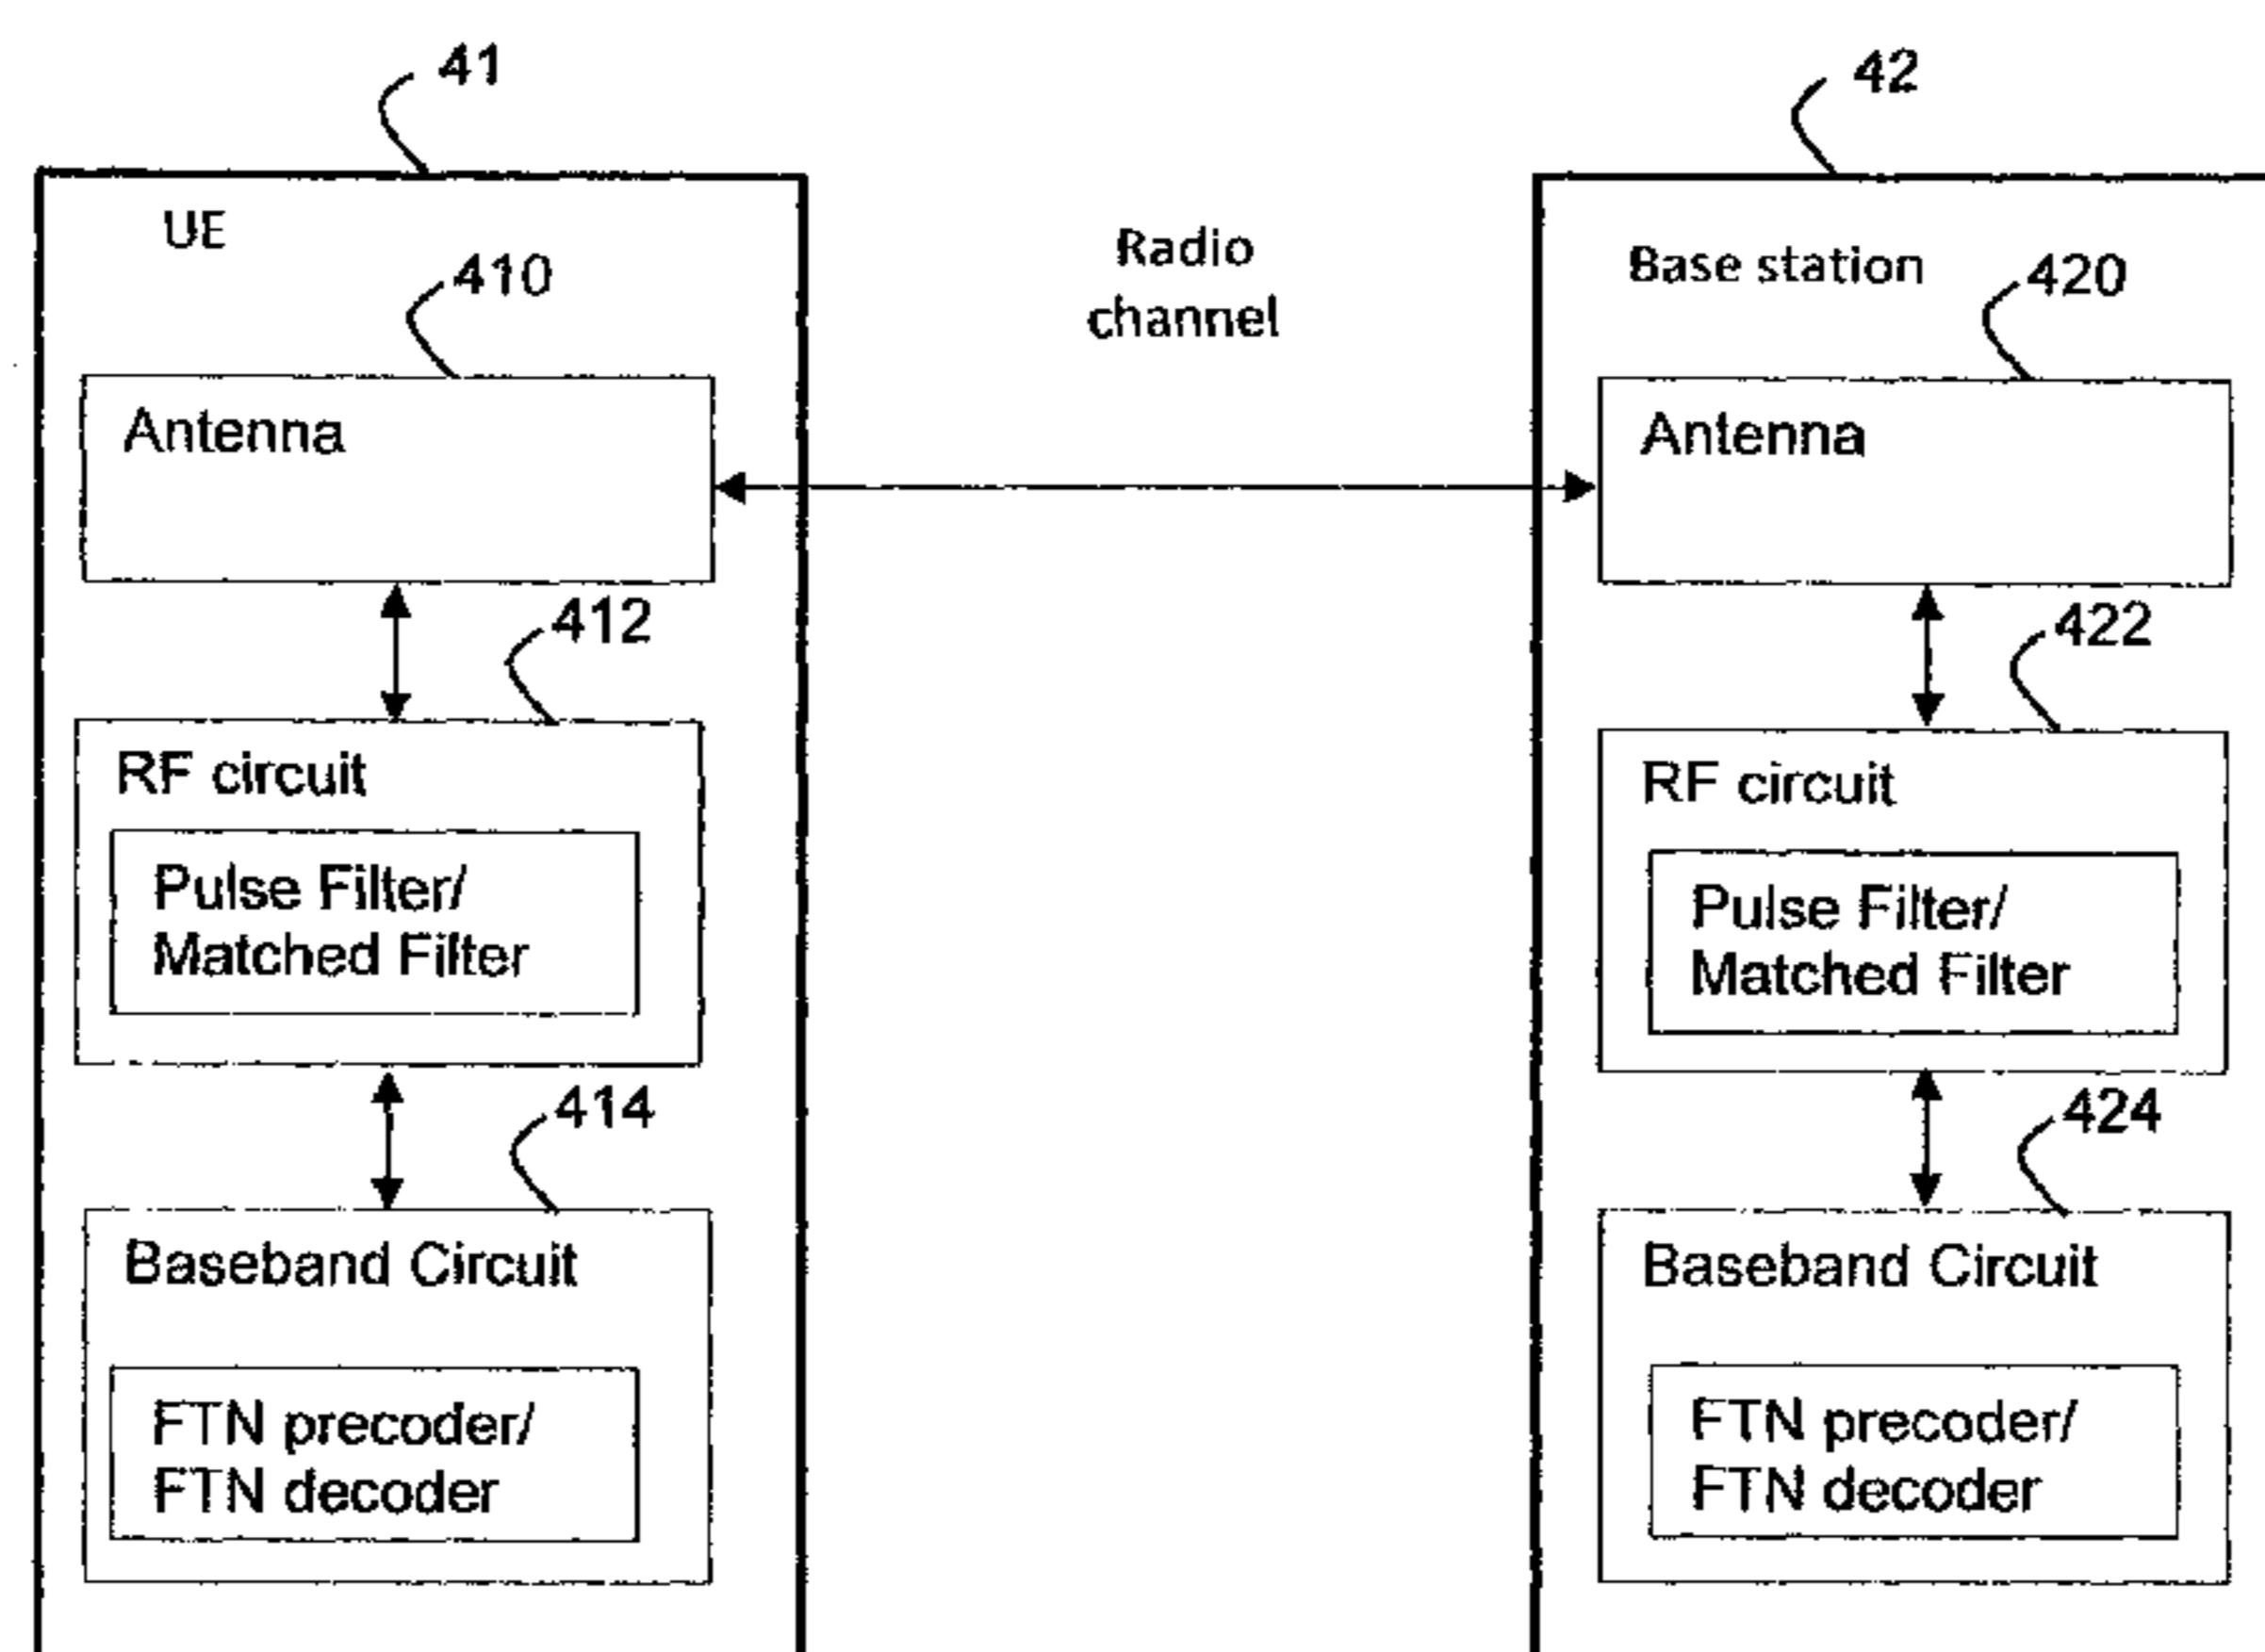 41
42
UE
Radio
channel
Base station
410
420
Antenna
Antenna
412
422
RF circuit
RF circuit
Pulse Filter/
Matched Filter
Pulse Filter/
Matched Filter
414
424
Baseband Circuit
Baseband Circuit
FTN precoder/
FTN decoder
FTN precoder/
FTN decoder